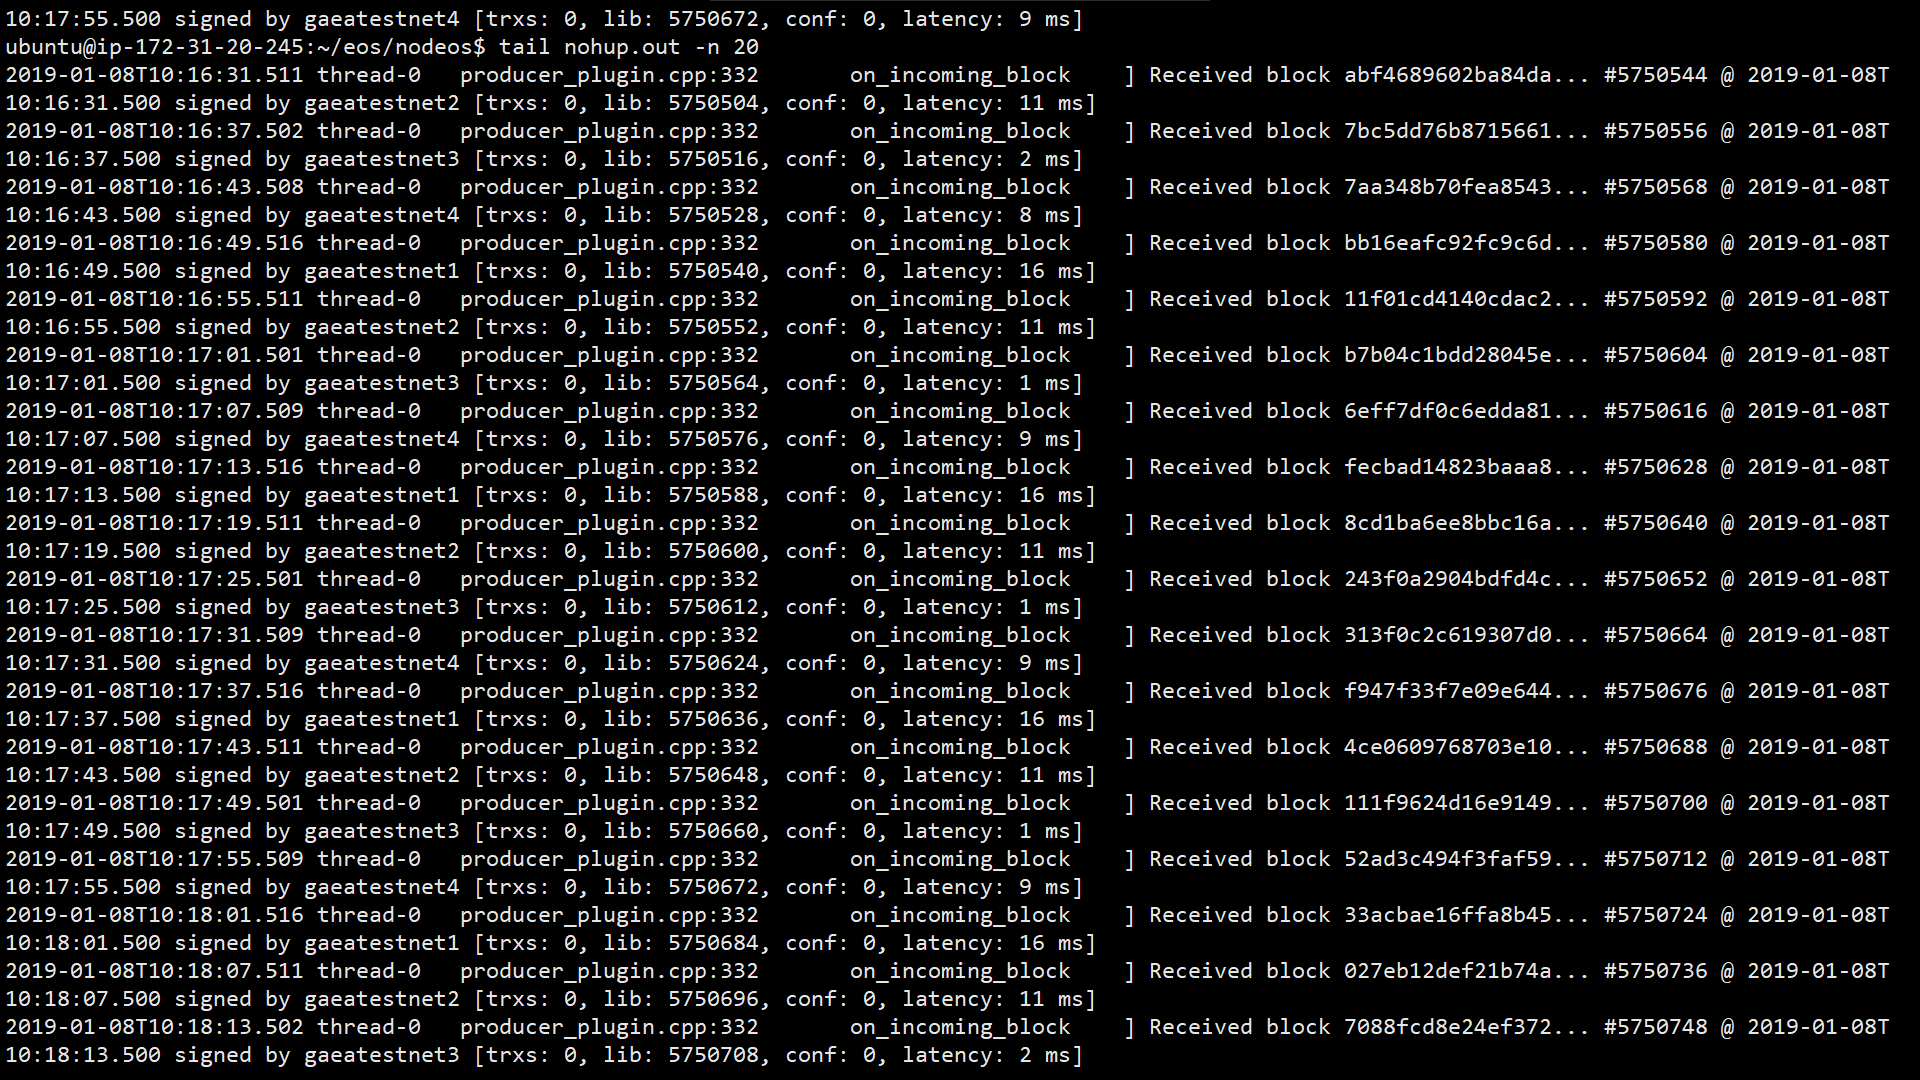 10:17:55.500 signed by gaeatestnet4 [trxs: 0, lib: 5750672, conf: 0, latency: 9 ms]
ubuntu@ip-172-31-20-245:~/eos/nodeos$ tail nohup.out -n 20
2019-01-08T10:16:31.511 thread-0   producer_plugin.cpp:332       on_incoming_block    ] Received block abf4689602ba84da... #5750544 @ 2019-01-08T
10:16:31.500 signed by gaeatestnet2 [trxs: 0, lib: 5750504, conf: 0, latency: 11 ms]
2019-01-08T10:16:37.502 thread-0   producer_plugin.cpp:332       on_incoming_block    ] Received block 7bc5dd76b8715661... #5750556 @ 2019-01-08T
10:16:37.500 signed by gaeatestnet3 [trxs: 0, lib: 5750516, conf: 0, latency: 2 ms]
2019-01-08T10:16:43.508 thread-0   producer_plugin.cpp:332       on_incoming_block    ] Received block 7aa348b70fea8543... #5750568 @ 2019-01-08T
10:16:43.500 signed by gaeatestnet4 [trxs: 0, lib: 5750528, conf: 0, latency: 8 ms]
2019-01-08T10:16:49.516 thread-0   producer_plugin.cpp:332       on_incoming_block    ] Received block bb16eafc92fc9c6d... #5750580 @ 2019-01-08T
10:16:49.500 signed by gaeatestnet1 [trxs: 0, lib: 5750540, conf: 0, latency: 16 ms]
2019-01-08T10:16:55.511 thread-0   producer_plugin.cpp:332       on_incoming_block    ] Received block 11f01cd4140cdac2... #5750592 @ 2019-01-08T
10:16:55.500 signed by gaeatestnet2 [trxs: 0, lib: 5750552, conf: 0, latency: 11 ms]
2019-01-08T10:17:01.501 thread-0   producer_plugin.cpp:332       on_incoming_block    ] Received block b7b04c1bdd28045e... #5750604 @ 2019-01-08T
10:17:01.500 signed by gaeatestnet3 [trxs: 0, lib: 5750564, conf: 0, latency: 1 ms]
2019-01-08T10:17:07.509 thread-0   producer_plugin.cpp:332       on_incoming_block    ] Received block 6eff7df0c6edda81... #5750616 @ 2019-01-08T
10:17:07.500 signed by gaeatestnet4 [trxs: 0, lib: 5750576, conf: 0, latency: 9 ms]
2019-01-08T10:17:13.516 thread-0   producer_plugin.cpp:332       on_incoming_block    ] Received block fecbad14823baaa8... #5750628 @ 2019-01-08T
10:17:13.500 signed by gaeatestnet1 [trxs: 0, lib: 5750588, conf: 0, latency: 16 ms]
2019-01-08T10:17:19.511 thread-0   producer_plugin.cpp:332       on_incoming_block    ] Received block 8cd1ba6ee8bbc16a... #5750640 @ 2019-01-08T
10:17:19.500 signed by gaeatestnet2 [trxs: 0, lib: 5750600, conf: 0, latency: 11 ms]
2019-01-08T10:17:25.501 thread-0   producer_plugin.cpp:332       on_incoming_block    ] Received block 243f0a2904bdfd4c... #5750652 @ 2019-01-08T
10:17:25.500 signed by gaeatestnet3 [trxs: 0, lib: 5750612, conf: 0, latency: 1 ms]
2019-01-08T10:17:31.509 thread-0   producer_plugin.cpp:332       on_incoming_block    ] Received block 313f0c2c619307d0... #5750664 @ 2019-01-08T
10:17:31.500 signed by gaeatestnet4 [trxs: 0, lib: 5750624, conf: 0, latency: 9 ms]
2019-01-08T10:17:37.516 thread-0   producer_plugin.cpp:332       on_incoming_block    ] Received block f947f33f7e09e644... #5750676 @ 2019-01-08T
10:17:37.500 signed by gaeatestnet1 [trxs: 0, lib: 5750636, conf: 0, latency: 16 ms]
2019-01-08T10:17:43.511 thread-0   producer_plugin.cpp:332       on_incoming_block    ] Received block 4ce0609768703e10... #5750688 @ 2019-01-08T
10:17:43.500 signed by gaeatestnet2 [trxs: 0, lib: 5750648, conf: 0, latency: 11 ms]
2019-01-08T10:17:49.501 thread-0   producer_plugin.cpp:332       on_incoming_block    ] Received block 111f9624d16e9149... #5750700 @ 2019-01-08T
10:17:49.500 signed by gaeatestnet3 [trxs: 0, lib: 5750660, conf: 0, latency: 1 ms]
2019-01-08T10:17:55.509 thread-0   producer_plugin.cpp:332       on_incoming_block    ] Received block 52ad3c494f3faf59... #5750712 @ 2019-01-08T
10:17:55.500 signed by gaeatestnet4 [trxs: 0, lib: 5750672, conf: 0, latency: 9 ms]
2019-01-08T10:18:01.516 thread-0   producer_plugin.cpp:332       on_incoming_block    ] Received block 33acbae16ffa8b45... #5750724 @ 2019-01-08T
10:18:01.500 signed by gaeatestnet1 [trxs: 0, lib: 5750684, conf: 0, latency: 16 ms]
2019-01-08T10:18:07.511 thread-0   producer_plugin.cpp:332       on_incoming_block    ] Received block 027eb12def21b74a... #5750736 @ 2019-01-08T
10:18:07.500 signed by gaeatestnet2 [trxs: 0, lib: 5750696, conf: 0, latency: 11 ms]
2019-01-08T10:18:13.502 thread-0   producer_plugin.cpp:332       on_incoming_block    ] Received block 7088fcd8e24ef372... #5750748 @ 2019-01-08T
10:18:13.500 signed by gaeatestnet3 [trxs: 0, lib: 5750708, conf: 0, latency: 2 ms]